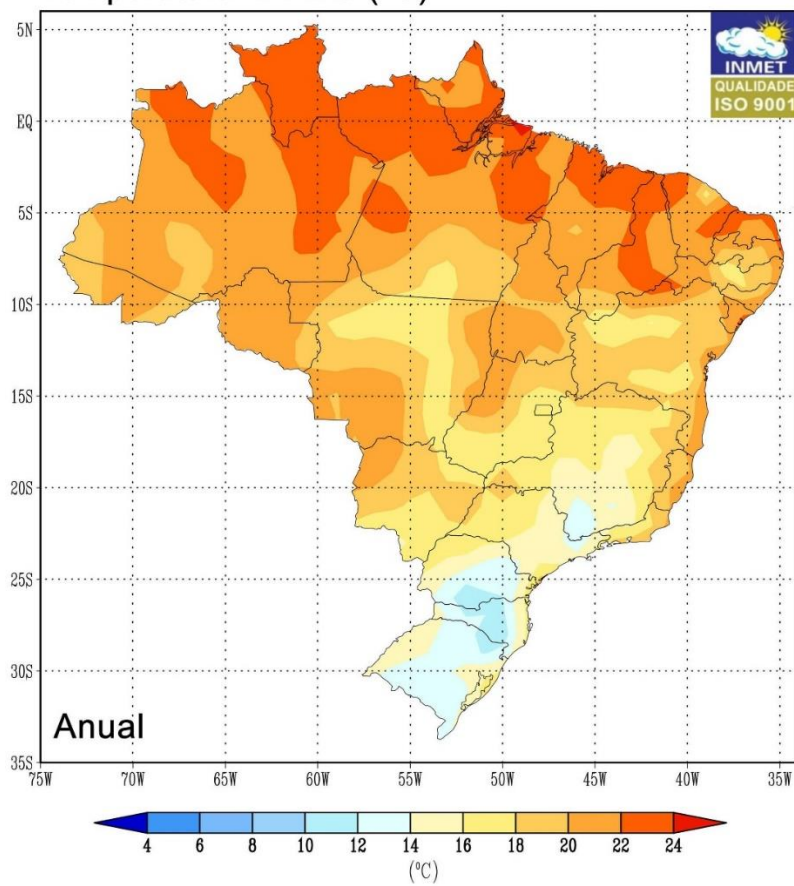 INMET
QUALIDADE
ISO 9001
5N
EQ
5S
10S
15S
20S
25S
30S
35S
Anual
75W 70W 65W 60W 55W 50W 45W 40W 35W
4 6 8 10 12 14 16 18 20 22 24
(°C)